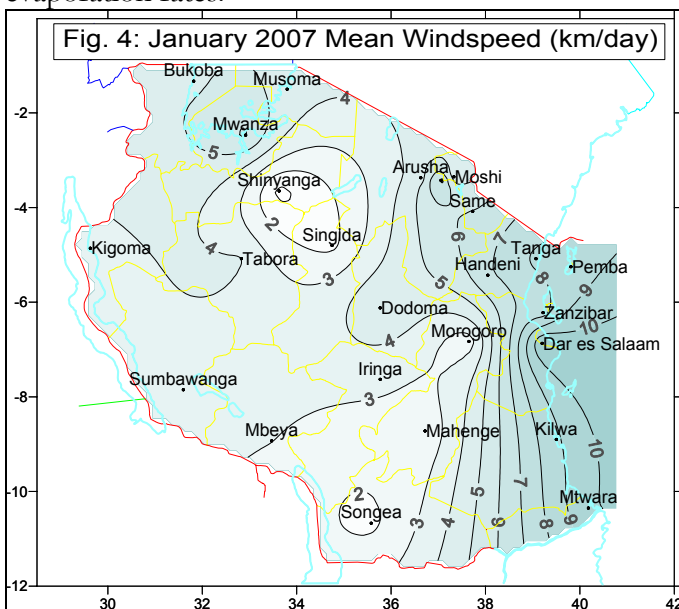 evaporation rates.
Fig. 4: January 2007 Mean Windspeed (km/day)
Bukoba
Musoma
-2
4
Mwanza
5
Arusha
Moshi
Shinyanga
Same
-4
2
6
7
Singida
Kigoma
4
Tabora
Tanga
Handeni
8
Pemba
3
5
9
-6
Dodoma
Zanzibar
10
4
Morogoro
Dar es Salaam
Iringa
Sumbawanga
3
-8
Mbeya
Mahenge
Kilwa
10
5
7
-10
2
Songea
Mtwara
3
4
6
8
9
-12
30
32
34
36
38
40
42